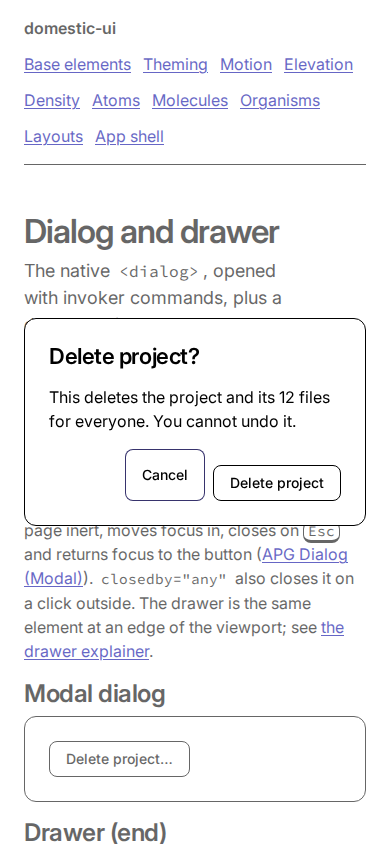 domestic-ui
Base elements Theming Motion Elevation
Density Atoms Molecules Organisms
Layouts App shell
Dialog and drawer
The native <dialog>, opened
with invoker commands, plus a
Delete project?
This deletes the project and its 12 files
for everyone. You cannot undo it.
Cancel Delete project
page inert, moves focus in, closes on Esc
and returns focus to the button (APG Dialog
(Modal)). closedby="any" also closes it on
a click outside. The drawer is the same
element at an edge of the viewport; see the
drawer explainer.
Modal dialog
Delete project…
Drawer (end)